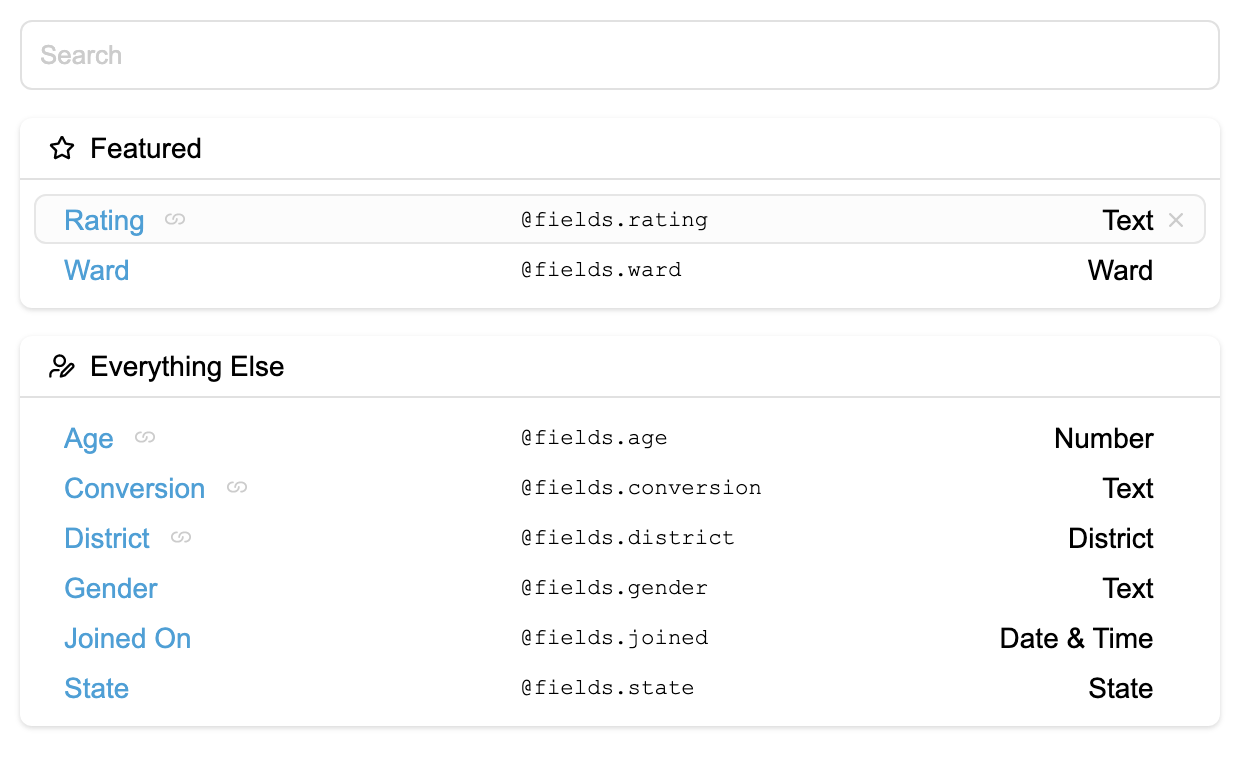 Search
Featured
Rating @fields.rating Text
Ward @fields.ward Ward
Everything Else
Age @fields.age Number
Conversion @fields.conversion Text
District @fields.district District
Gender @fields.gender Text
Joined On @fields.joined Date & Time
State @fields.state State